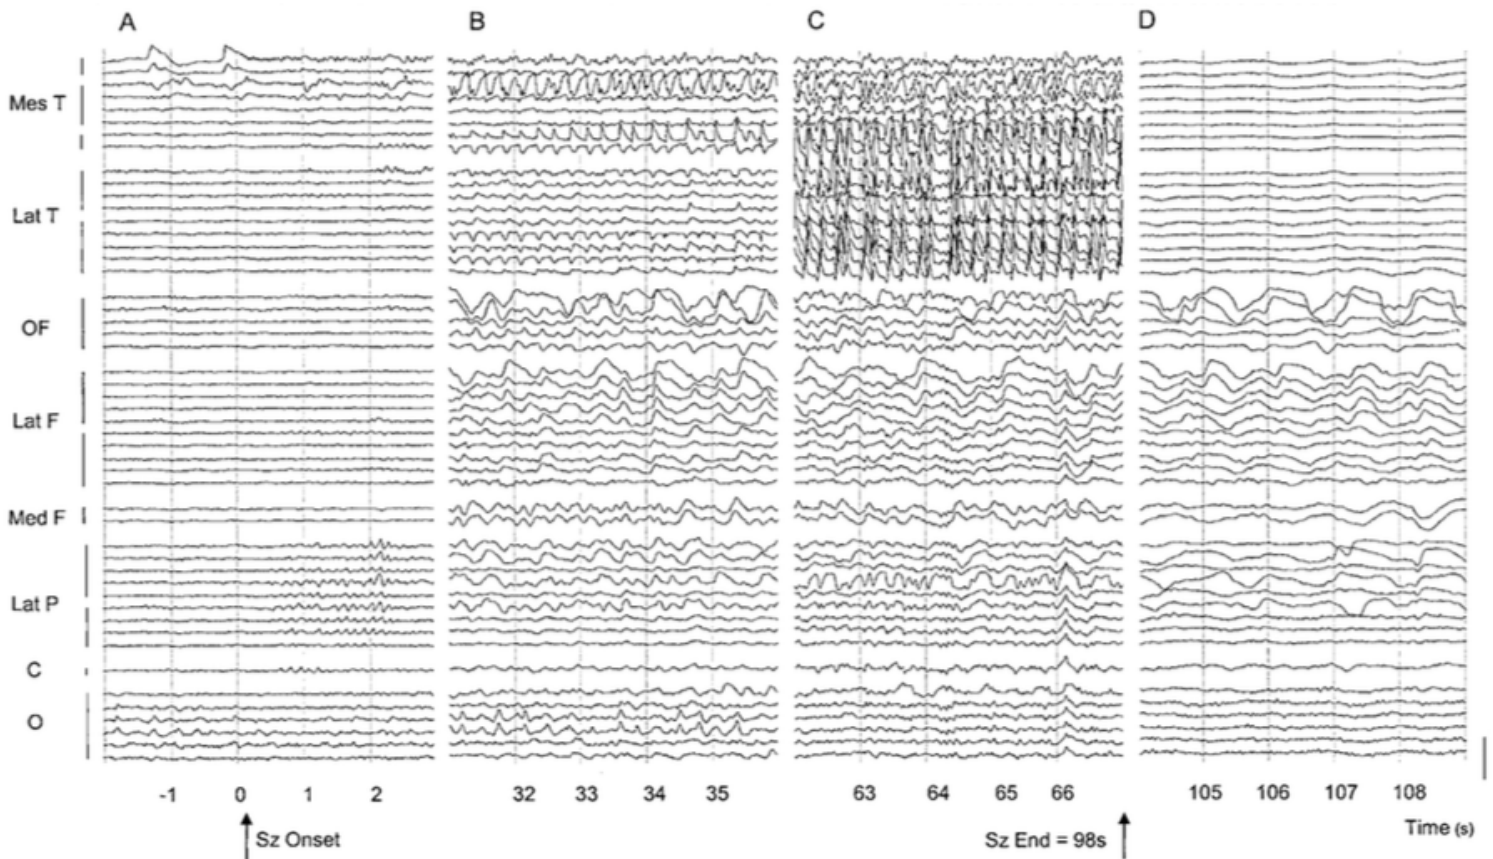 A B C D
Mes T
Lat T
OF
Lat F
Med F
Lat P
C
O
-1 0 1 2 32 33 34 35 63 64 65 66 105 106 107 108
Time (s)
Sz Onset Sz End = 98s